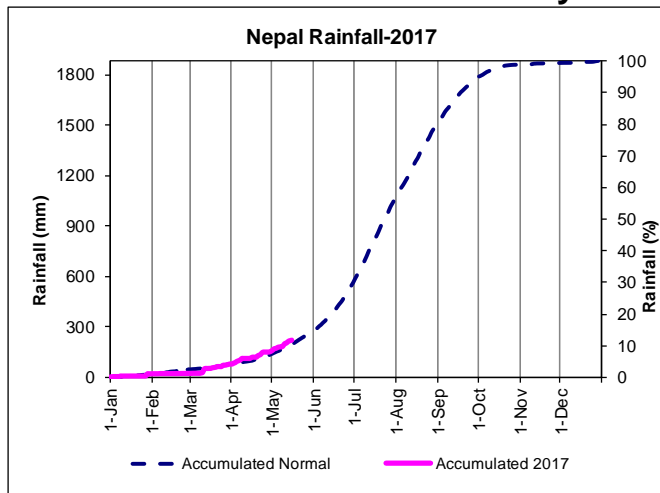 Nepal Rainfall-2017
Rainfall (mm)
1800
1500
1200
900
600
300
0
100
90
80
70
60
50
40
30
20
10
0
Rainfall (%)
1-Jan
1-Feb
1-Mar
1-Apr
1-May
1-Jun
1-Jul
1-Aug
1-Sep
1-Oct
1-Nov
1-Dec
Accumulated Normal
Accumulated 2017